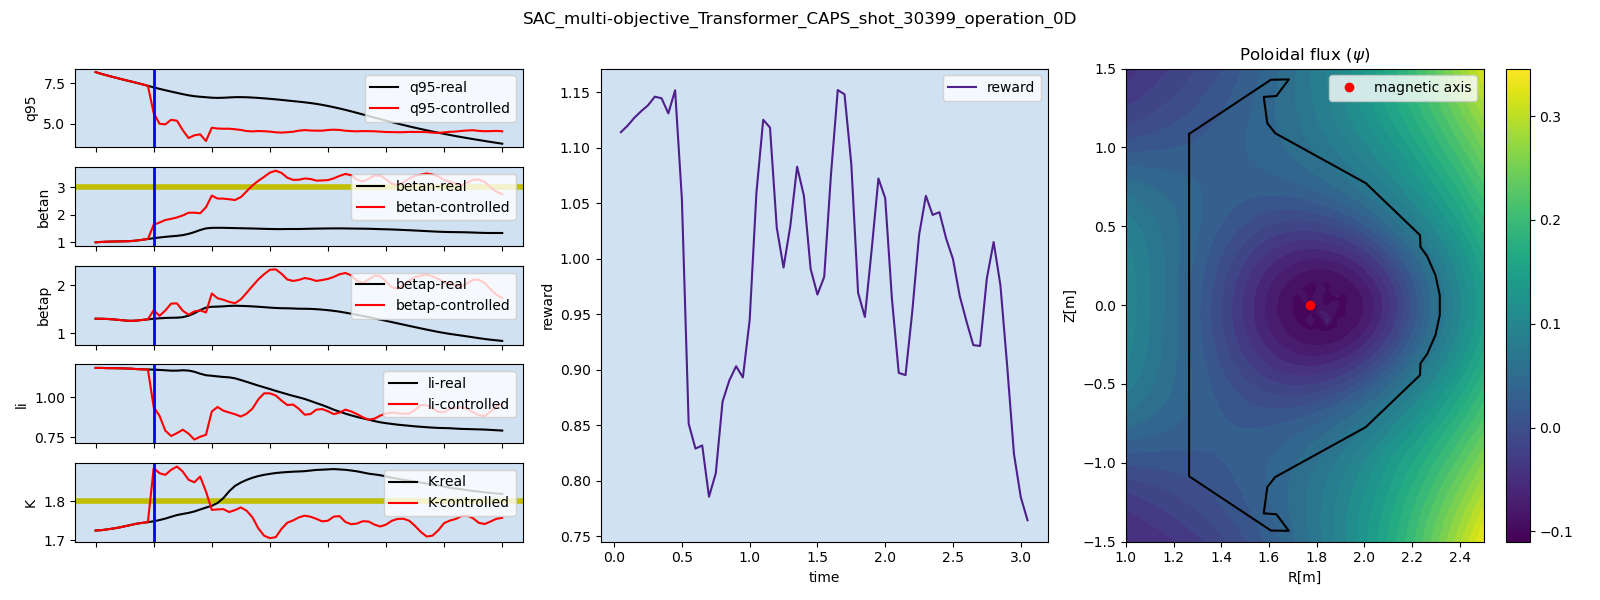 SAC_multi-objective_Transformer_CAPS_shot_30399_operation_0D
q95
7.5
5.0
q95-real
q95-controlled
betan
3
2
1
betan-real
betan-controlled
betap
2
1
betap-real
betap-controlled
li
1.00
0.75
li-real
li-controlled
K
1.8
1.7
K-real
K-controlled
reward
1.15
1.10
1.05
1.00
0.95
0.90
0.85
0.80
0.75
reward
0.0 0.5 1.0 1.5 2.0 2.5 3.0
time
Poloidal flux (ψ)
magnetic axis
Z[m]
1.5
1.0
0.5
0.0
−0.5
−1.0
−1.5
1.0 1.2 1.4 1.6 1.8 2.0 2.2 2.4
R[m]
0.3
0.2
0.1
0.0
−0.1